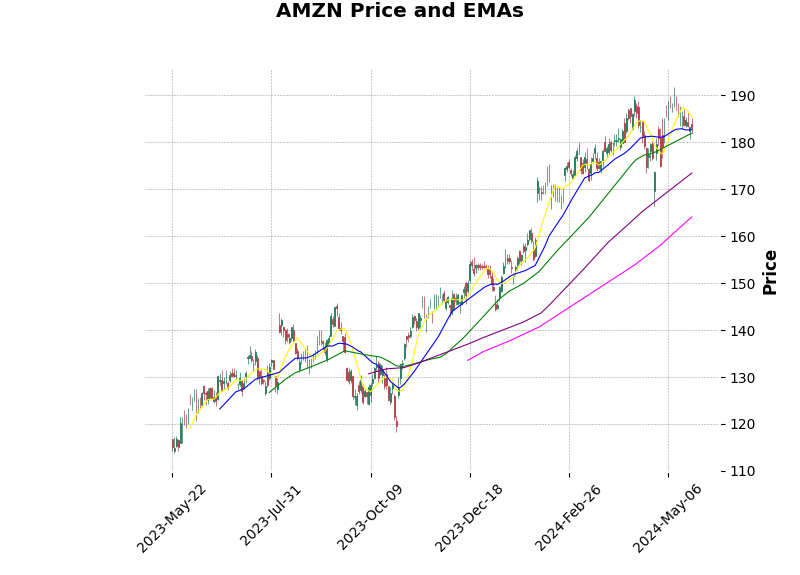 AMZN Price and EMAs
190
180
170
160
150
140
130
120
110
Price
2023-May-22
2023-Jul-31
2023-Oct-09
2023-Dec-18
2024-Feb-26
2024-May-06